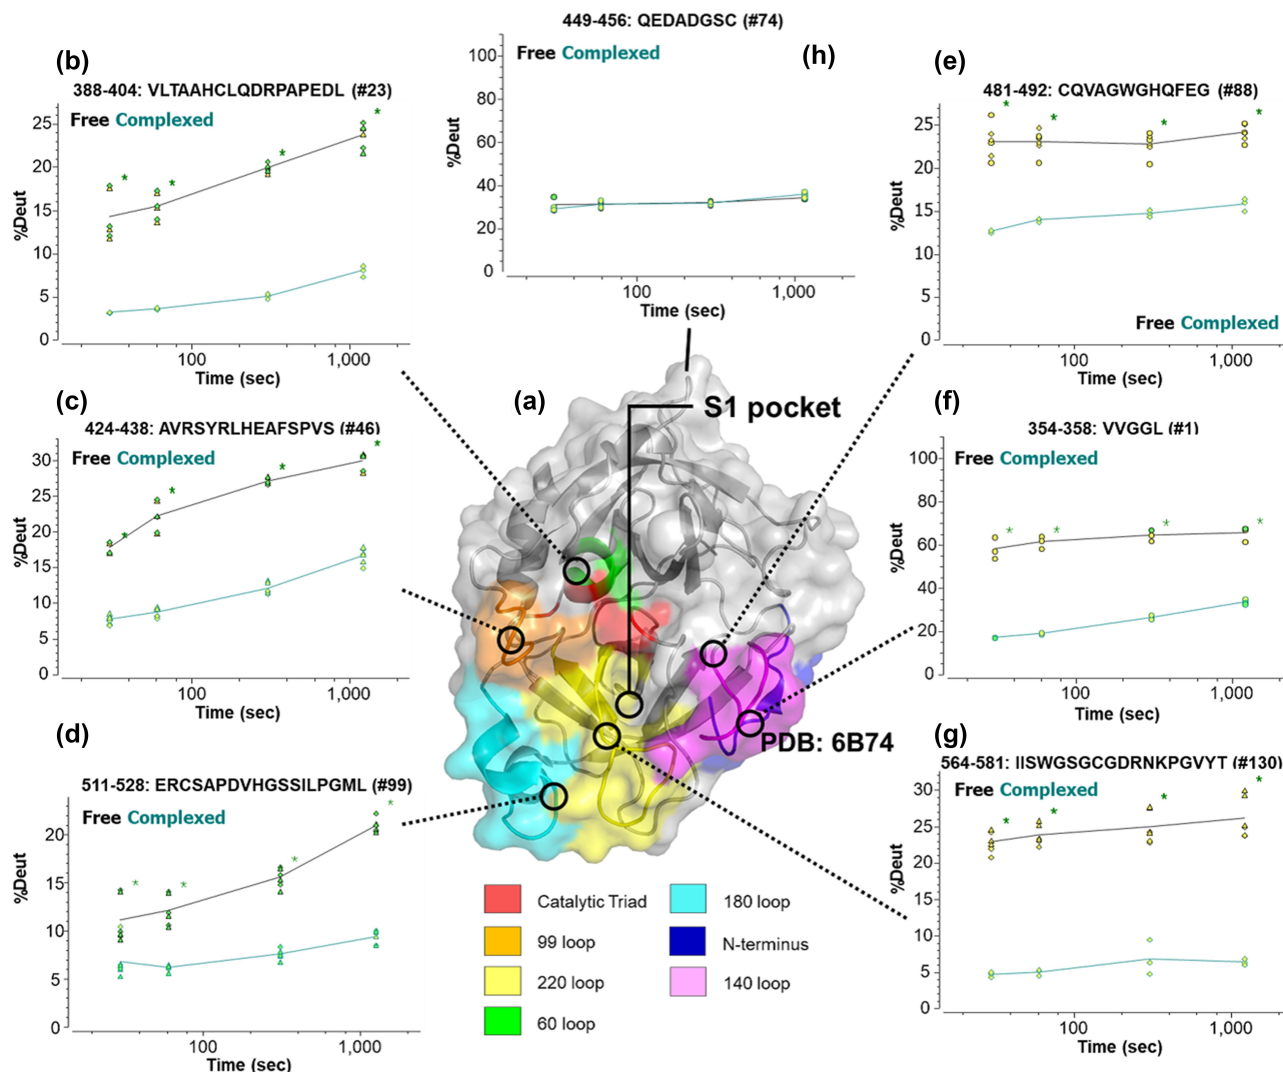 449-456: QEDADGSC (#74)
(h)
Free Complexed
100
80
60
40
20
0
%Deut
100
1,000
Time (sec)
(b)
388-404: VLTAAHCLQDRPAPEDL (#23)
Free Complexed
25
20
15
10
5
0
%Deut
*
*
*
*
100
1,000
Time (sec)
(e)
481-492: CQVAGWGHQFEG (#88)
25
20
15
10
5
0
%Deut
*
*
*
*
Free Complexed
100
1,000
Time (sec)
(c)
424-438: AVRSYRLHEAFSPVS (#46)
Free Complexed
30
25
20
15
10
5
0
%Deut
*
*
*
*
100
1,000
Time (sec)
(a)
S1 pocket
PDB: 6B74
(f)
354-358: VVGGL (#1)
Free Complexed
100
80
60
40
20
0
%Deut
*
*
*
*
100
1,000
Time (sec)
(d)
511-528: ERCSAPDVHGSSILPGML (#99)
Free Complexed
20
15
10
5
0
%Deut
*
*
*
*
100
1,000
Time (sec)
(g)
564-581: IISWGSGCGDRNKPGVYT (#130)
Free Complexed
30
25
20
15
10
5
0
%Deut
*
*
*
*
100
1,000
Time (sec)
Catalytic Triad
99 loop
220 loop
60 loop
180 loop
N-terminus
140 loop